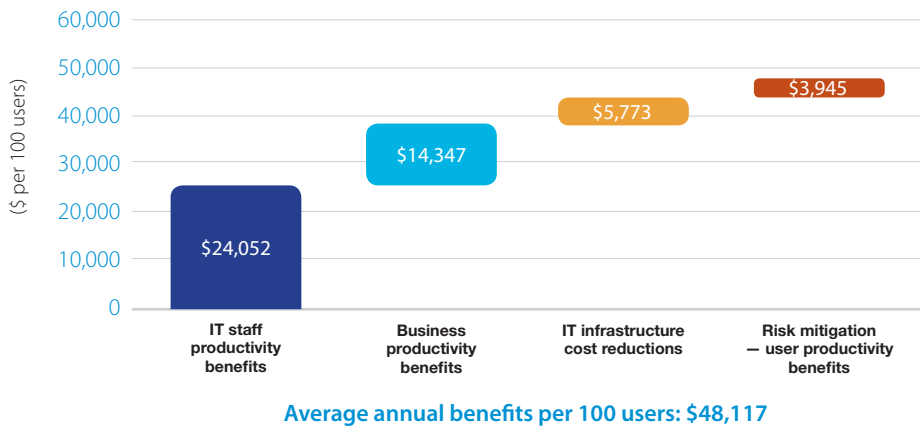 60,000
50,000
40,000
30,000
20,000
10,000
0
($ per 100 users)
$24,052
$14,347
$5,773
$3,945
IT staff
productivity
benefits
Business
productivity
benefits
IT infrastructure
cost reductions
Risk mitigation
— user productivity
benefits
Average annual benefits per 100 users: $48,117